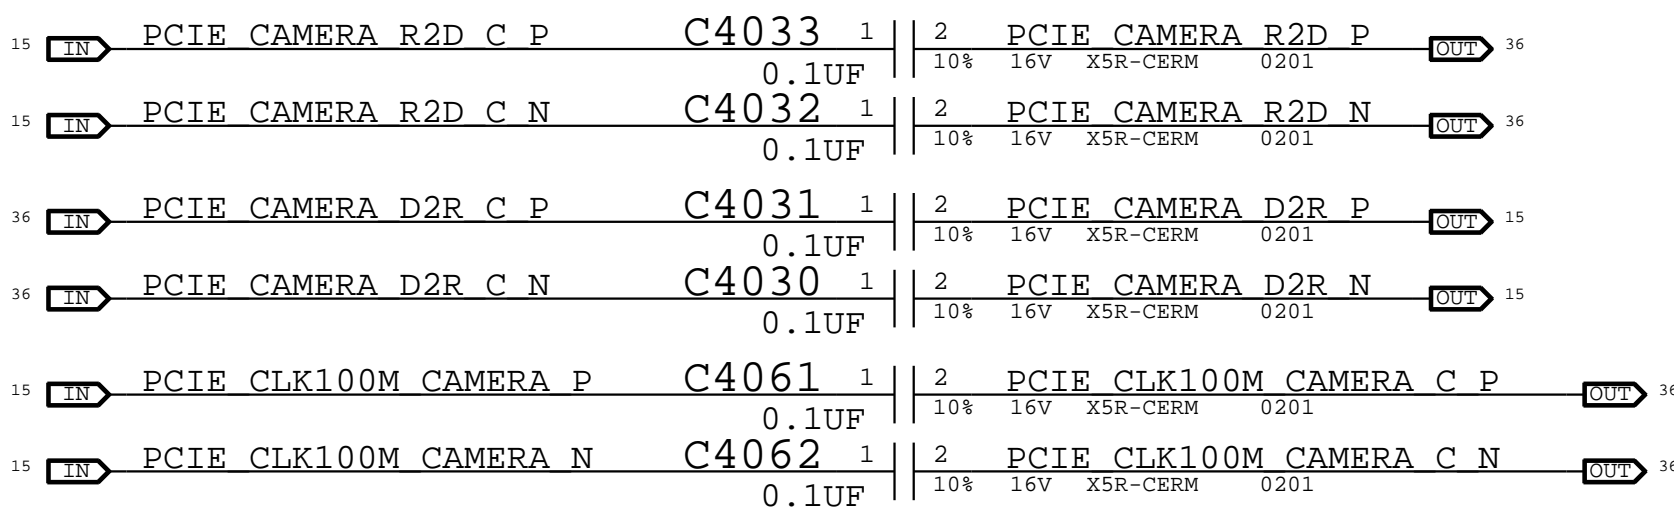 15 IN PCIE_CAMERA_R2D_C_P C4033 1 2 PCIE_CAMERA_R2D_P OUT 36
0.1UF 10% 16V X5R-CERM 0201
15 IN PCIE_CAMERA_R2D_C_N C4032 1 2 PCIE_CAMERA_R2D_N OUT 36
0.1UF 10% 16V X5R-CERM 0201
36 IN PCIE_CAMERA_D2R_C_P C4031 1 2 PCIE_CAMERA_D2R_P OUT 15
0.1UF 10% 16V X5R-CERM 0201
36 IN PCIE_CAMERA_D2R_C_N C4030 1 2 PCIE_CAMERA_D2R_N OUT 15
0.1UF 10% 16V X5R-CERM 0201
15 IN PCIE_CLK100M_CAMERA_P C4061 1 2 PCIE_CLK100M_CAMERA_C_P OUT 36
0.1UF 10% 16V X5R-CERM 0201
15 IN PCIE_CLK100M_CAMERA_N C4062 1 2 PCIE_CLK100M_CAMERA_C_N OUT 36
0.1UF 10% 16V X5R-CERM 0201